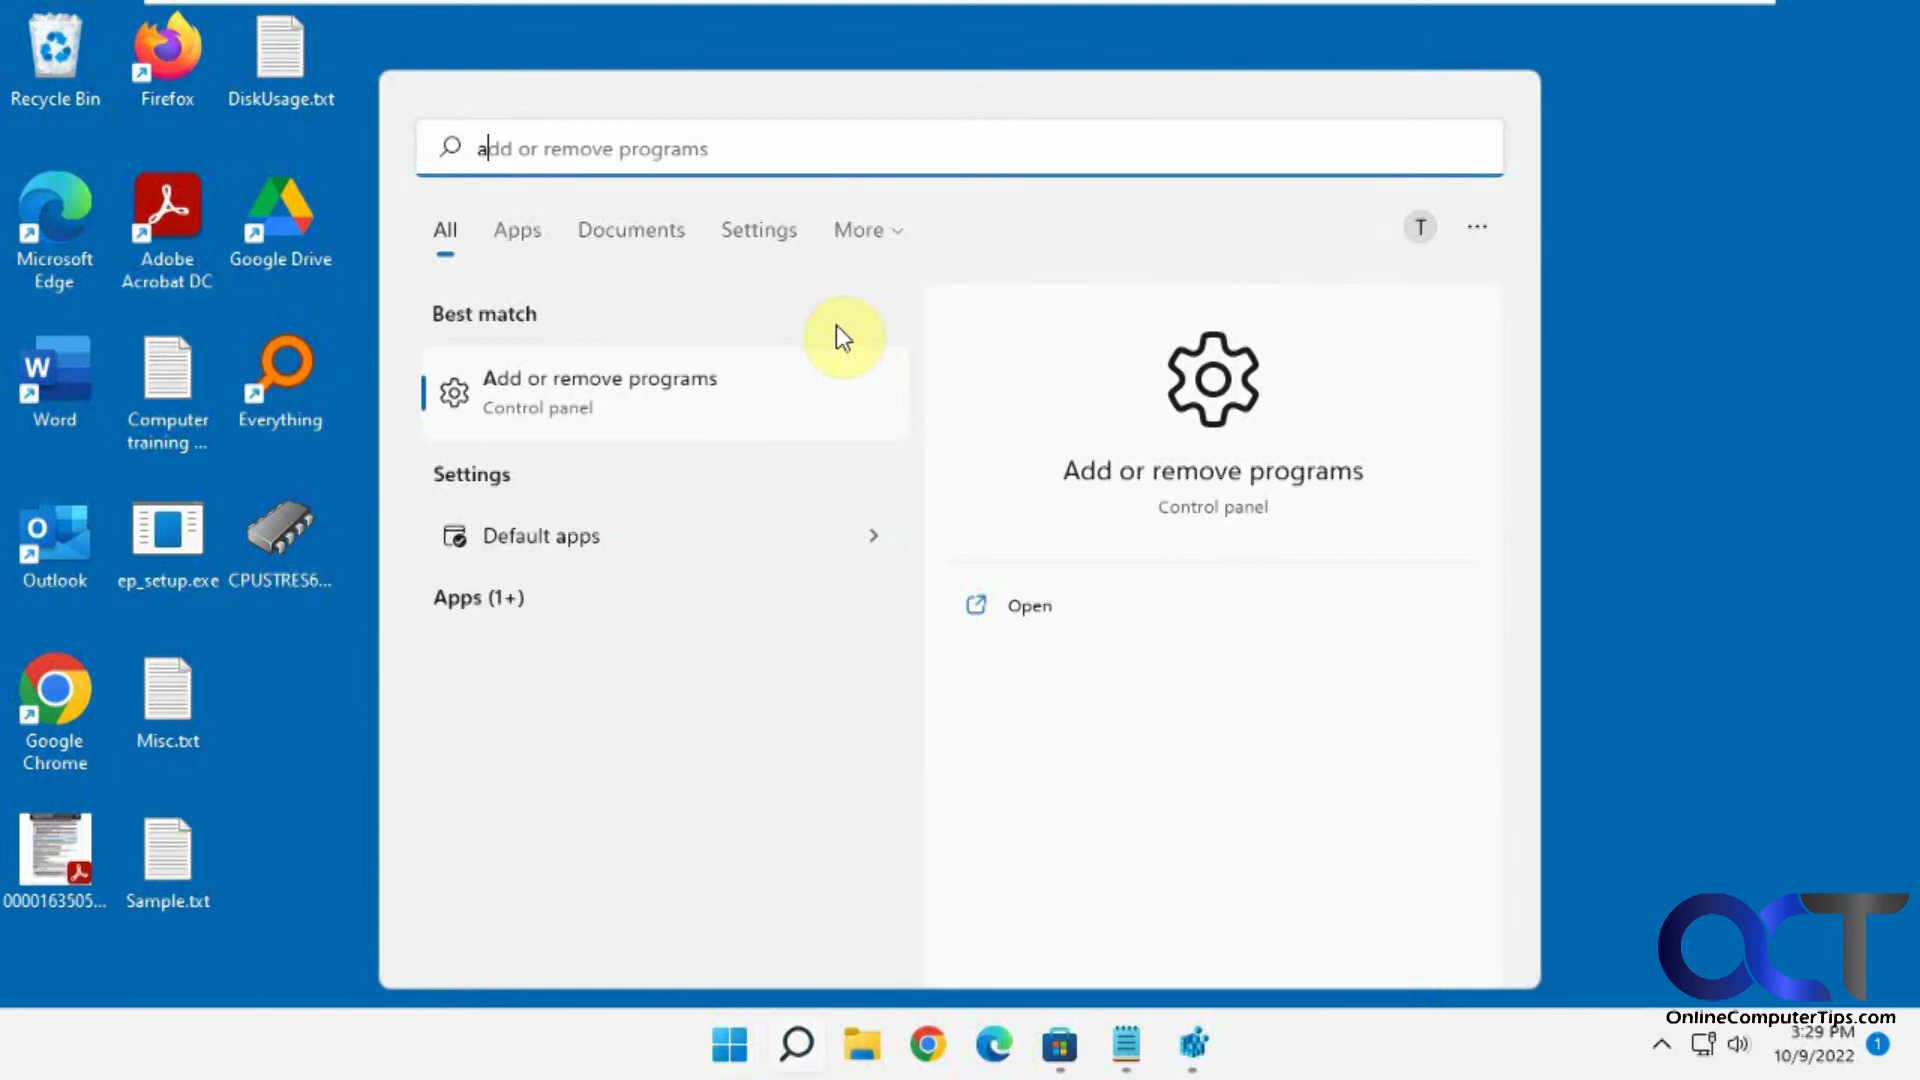 Recycle Bin
Firefox
DiskUsage.txt
Microsoft
Edge
Adobe
Acrobat DC
Google Drive
W
Word
Computer
training ...
Everything
O
Outlook
ep_setup.exe
CPUSTRES6...
Google
Chrome
Misc.txt
0000163505...
Sample.txt
add or remove programs
All
Apps
Documents
Settings
More
T
...
Best match
Add or remove programs
Control panel
Settings
Default apps
Apps (1+)
Add or remove programs
Control panel
Open
OCT
OnlineComputerTips.com
3:29 PM
10/9/2022
1